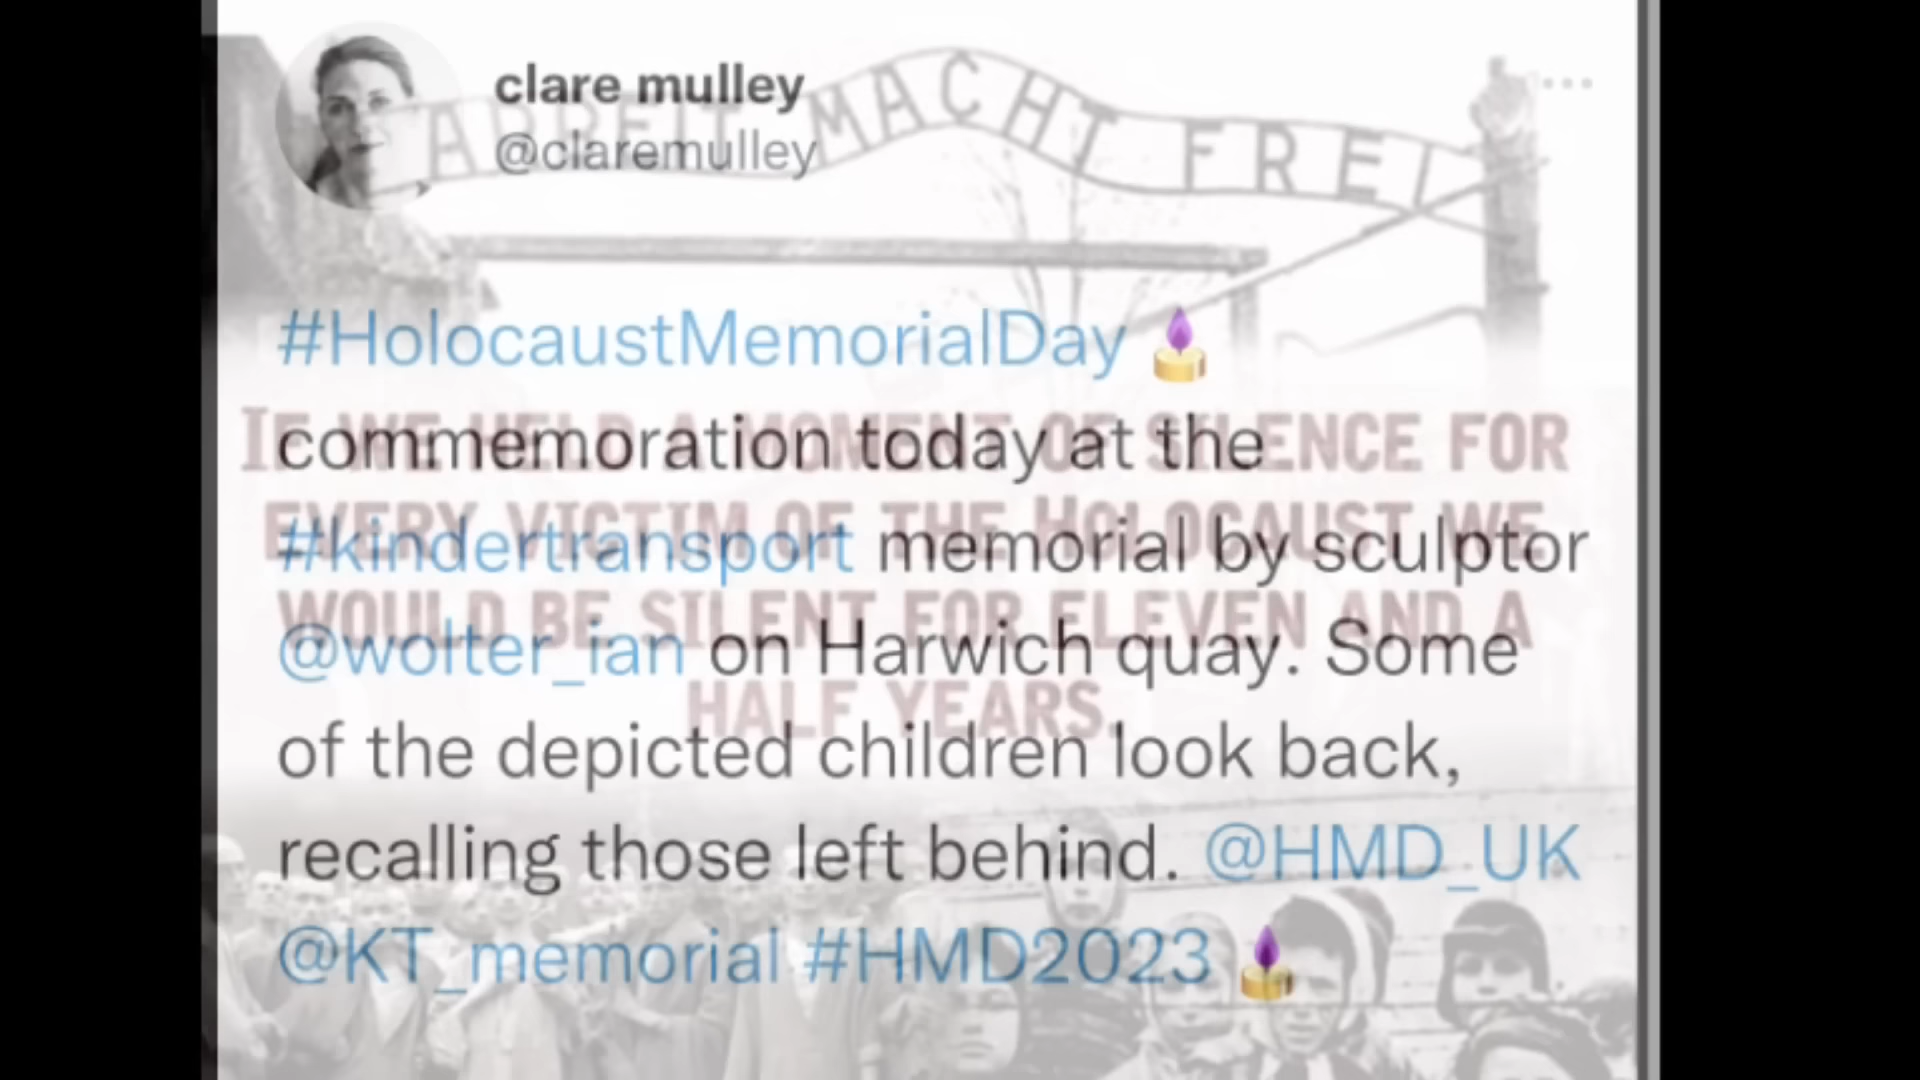 clare mulley
@claremulley
ARBEIT MACHT FREI
#HolocaustMemorialDay
commemoration today at the
#kindertransport memorial by sculptor
@wolter_ian on Harwich quay. Some
of the depicted children look back,
recalling those left behind. @HMD_UK
@KT_memorial #HMD2023
IF WE HELD A MOMENT OF SILENCE FOR
EVERY VICTIM OF THE HOLOCAUST WE
WOULD BE SILENT FOR ELEVEN AND A
HALF YEARS.